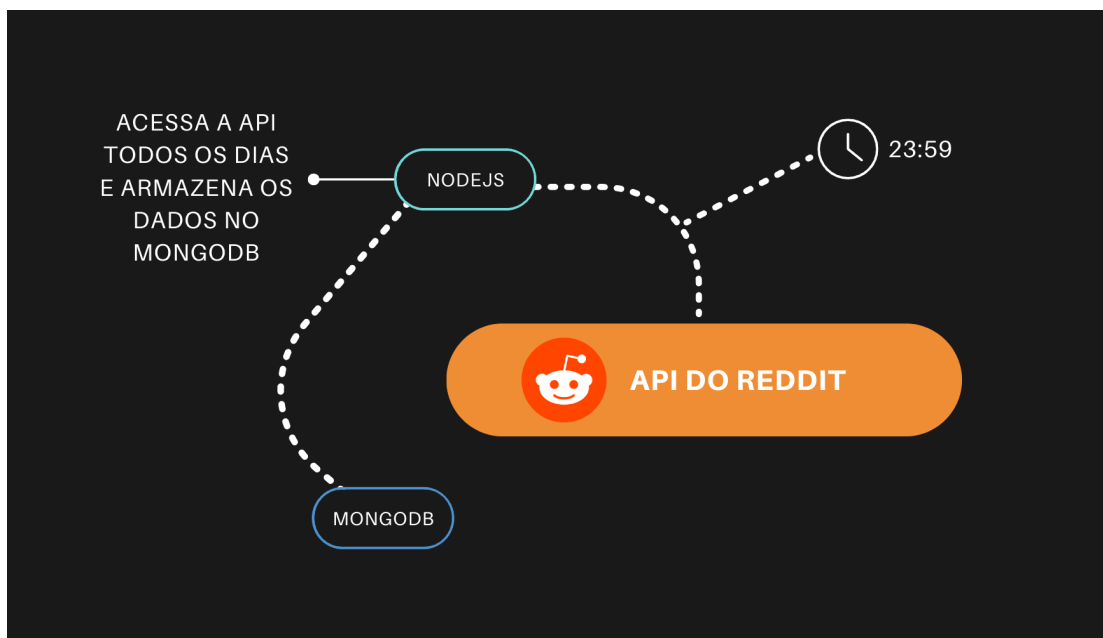 ACESSA A API
TODOS OS DIAS
E ARMAZENA OS
DADOS NO
MONGODB
NODEJS
23:59
API DO REDDIT
MONGODB